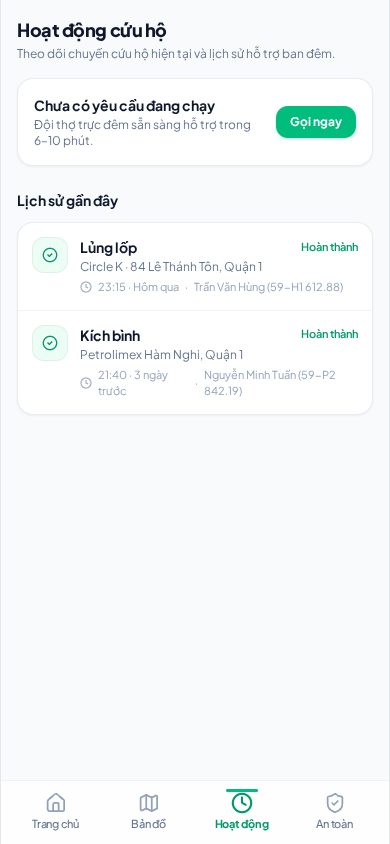 Hoạt động cứu hộ
Theo dõi chuyến cứu hộ hiện tại và lịch sử hỗ trợ ban đêm.
Chưa có yêu cầu đang chạy
Đội thợ trực đêm sẵn sàng hỗ trợ trong
6–10 phút.
Gọi ngay
Lịch sử gần đây
Lủng lốp
Hoàn thành
Circle K · 84 Lê Thánh Tôn, Quận 1
23:15 · Hôm qua · Trần Văn Hùng (59–H1 612.88)
Kích bình
Hoàn thành
Petrolimex Hàm Nghi, Quận 1
21:40 · 3 ngày
trước
·
Nguyễn Minh Tuấn (59–P2
842.19)
Trang chủ
Bản đồ
Hoạt động
An toàn